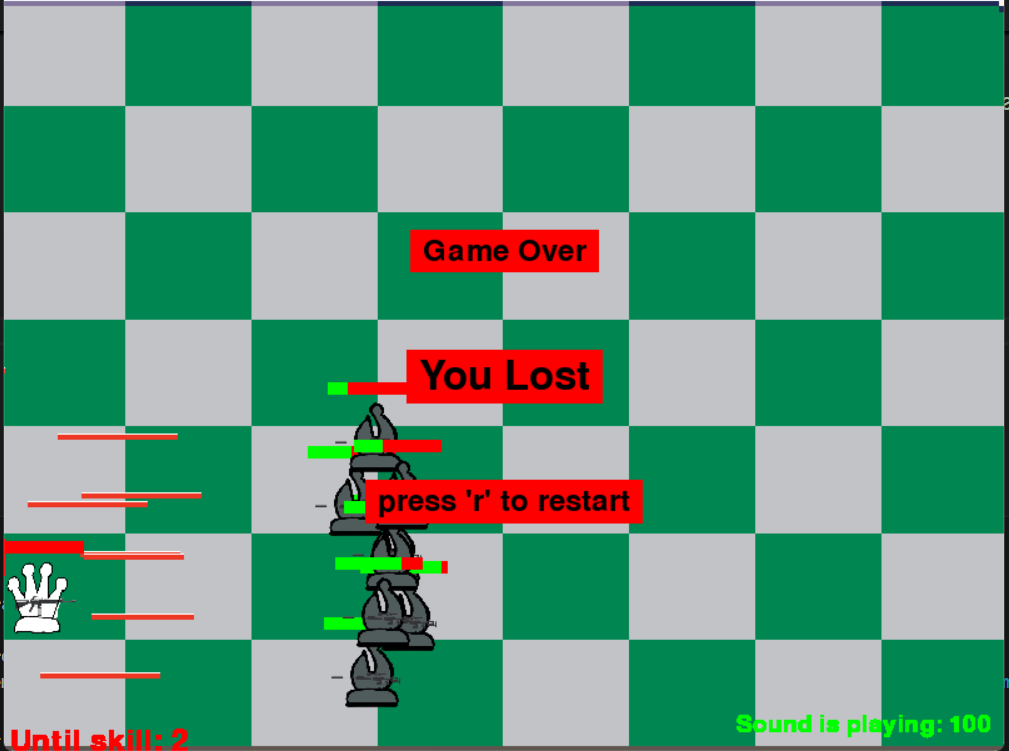 Game Over
You Lost
press 'r' to restart
Until skill: 2
Sound is playing: 100